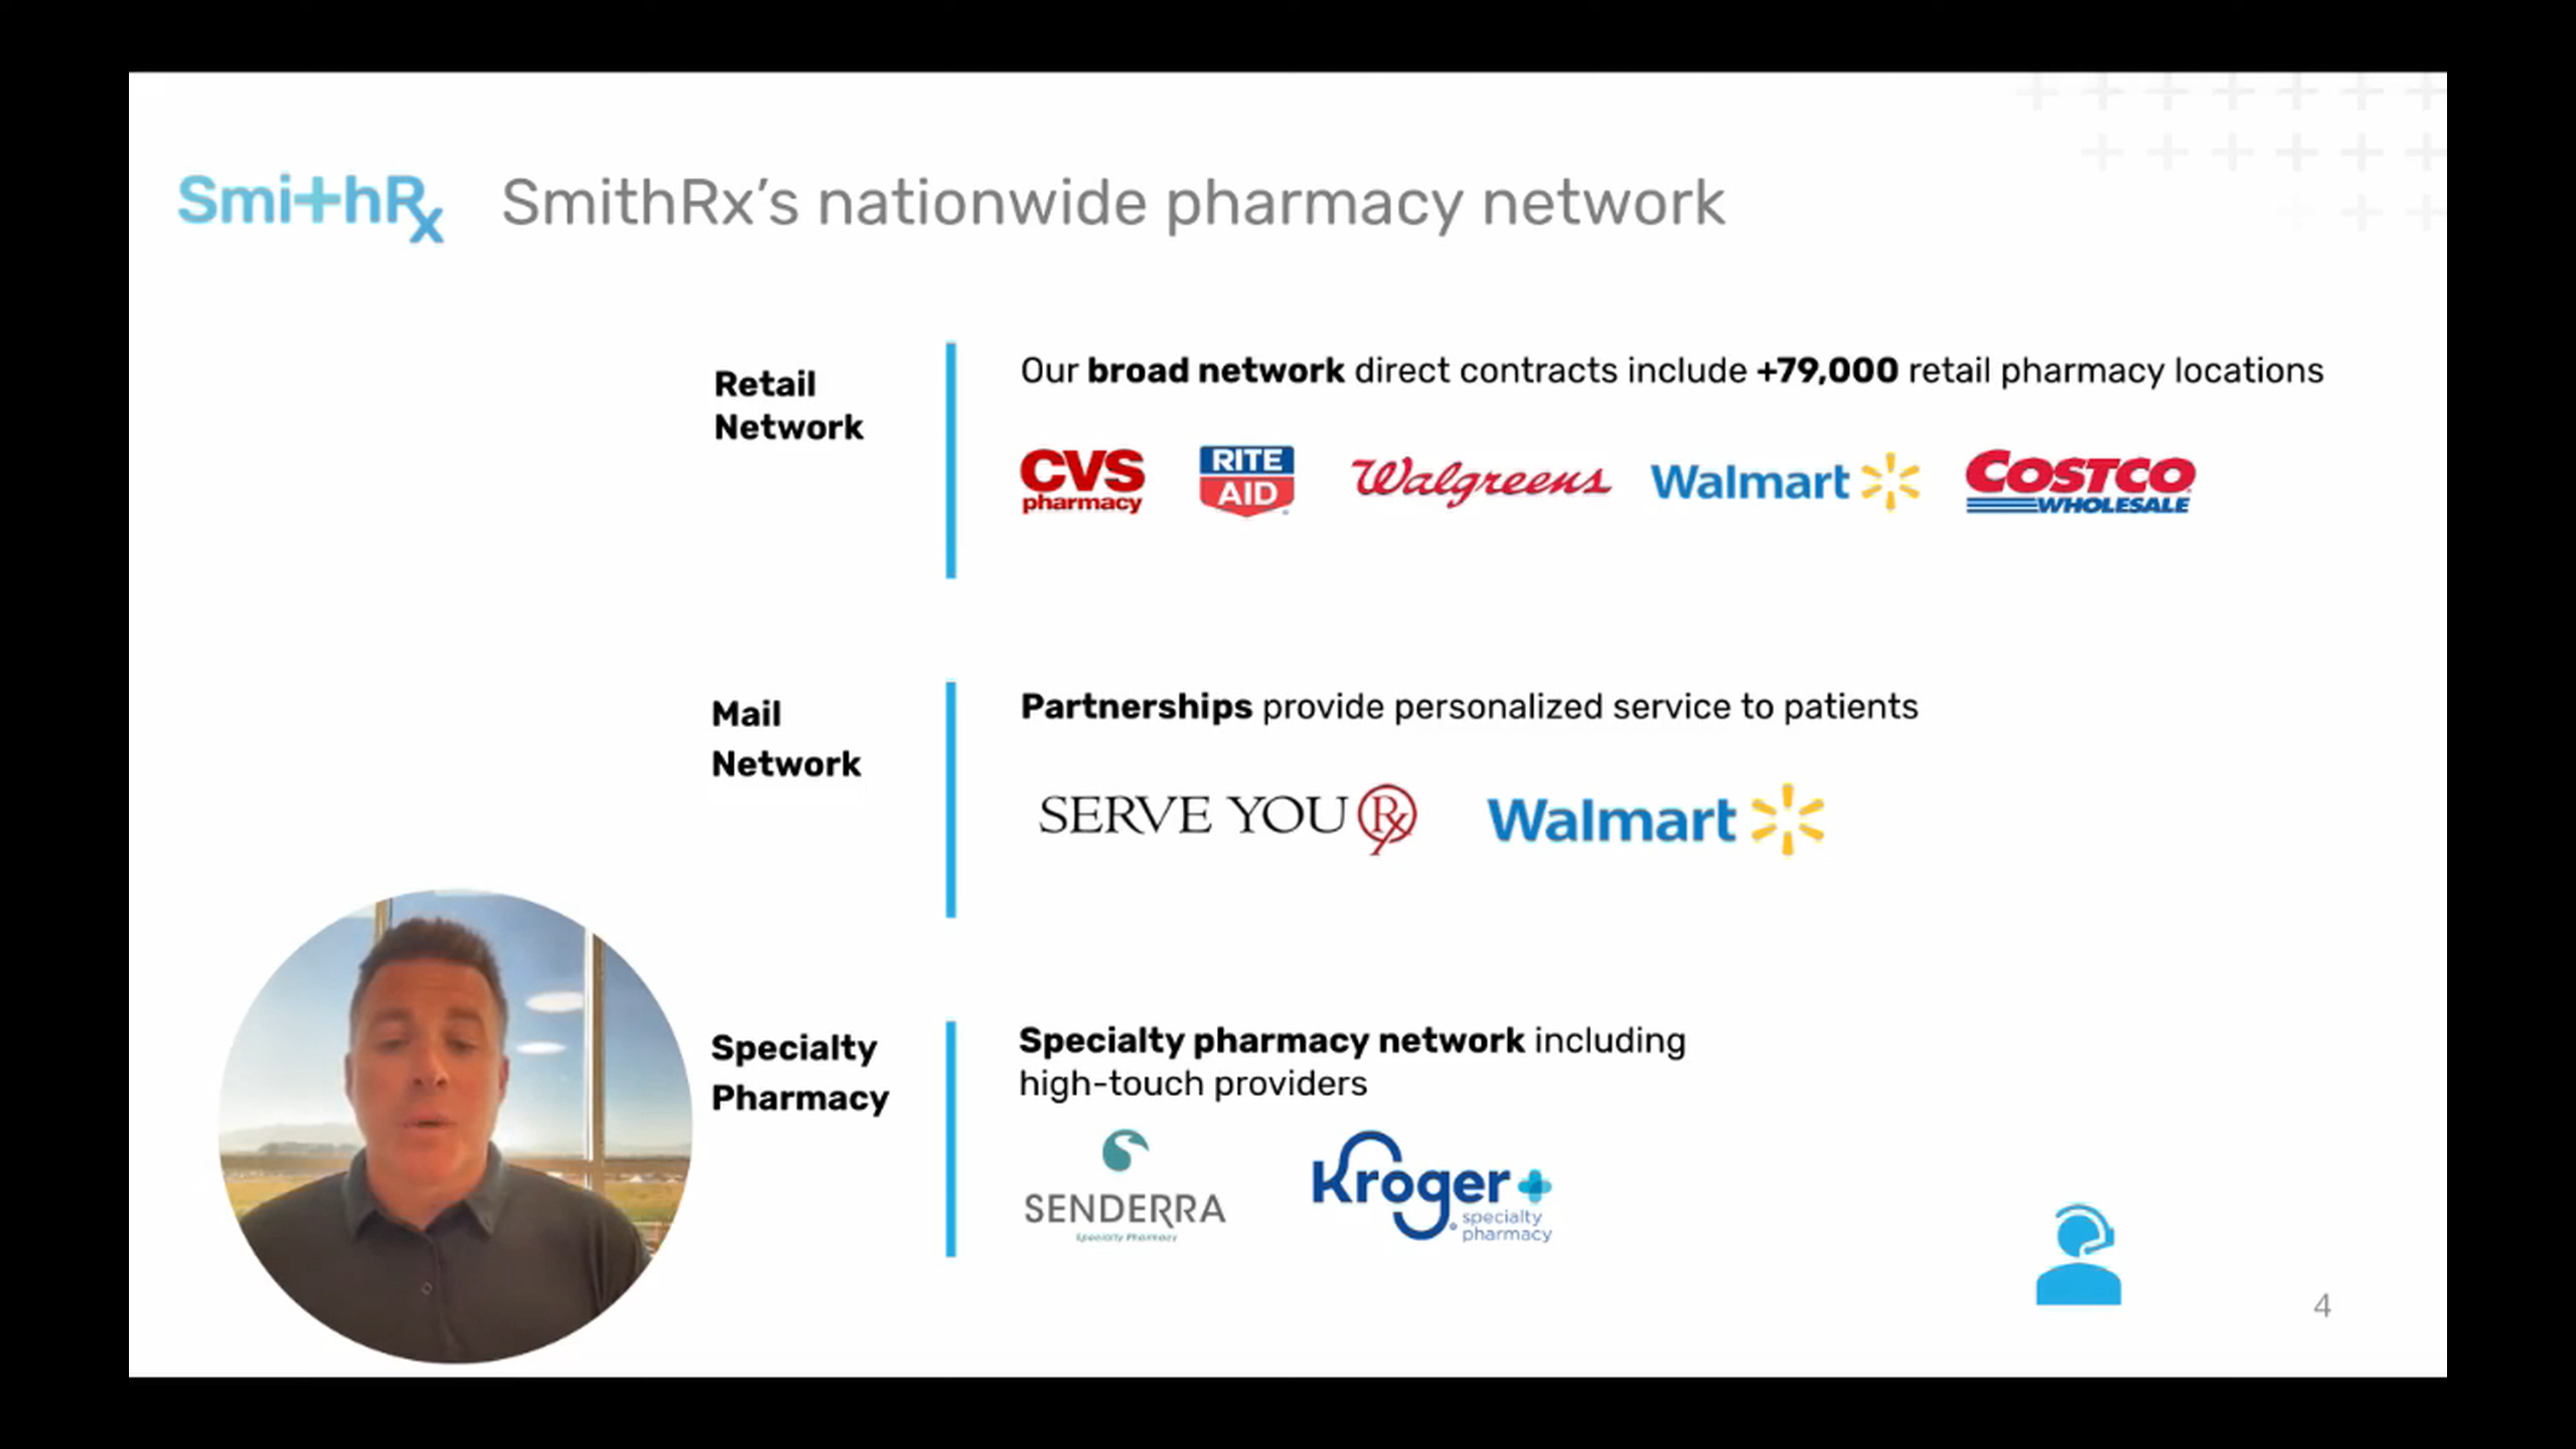 SmithRx
SmithRx's nationwide pharmacy network
Retail
Network
Our broad network direct contracts include +79,000 retail pharmacy locations
CVS
pharmacy
RITE
AID
Walgreens
Walmart
COSTCO
WHOLESALE
Mail
Network
Partnerships provide personalized service to patients
SERVE YOU Rx
Walmart
Specialty
Pharmacy
Specialty pharmacy network including
high-touch providers
SENDERRA
Specialty Pharmacy
Kroger
specialty
pharmacy
4